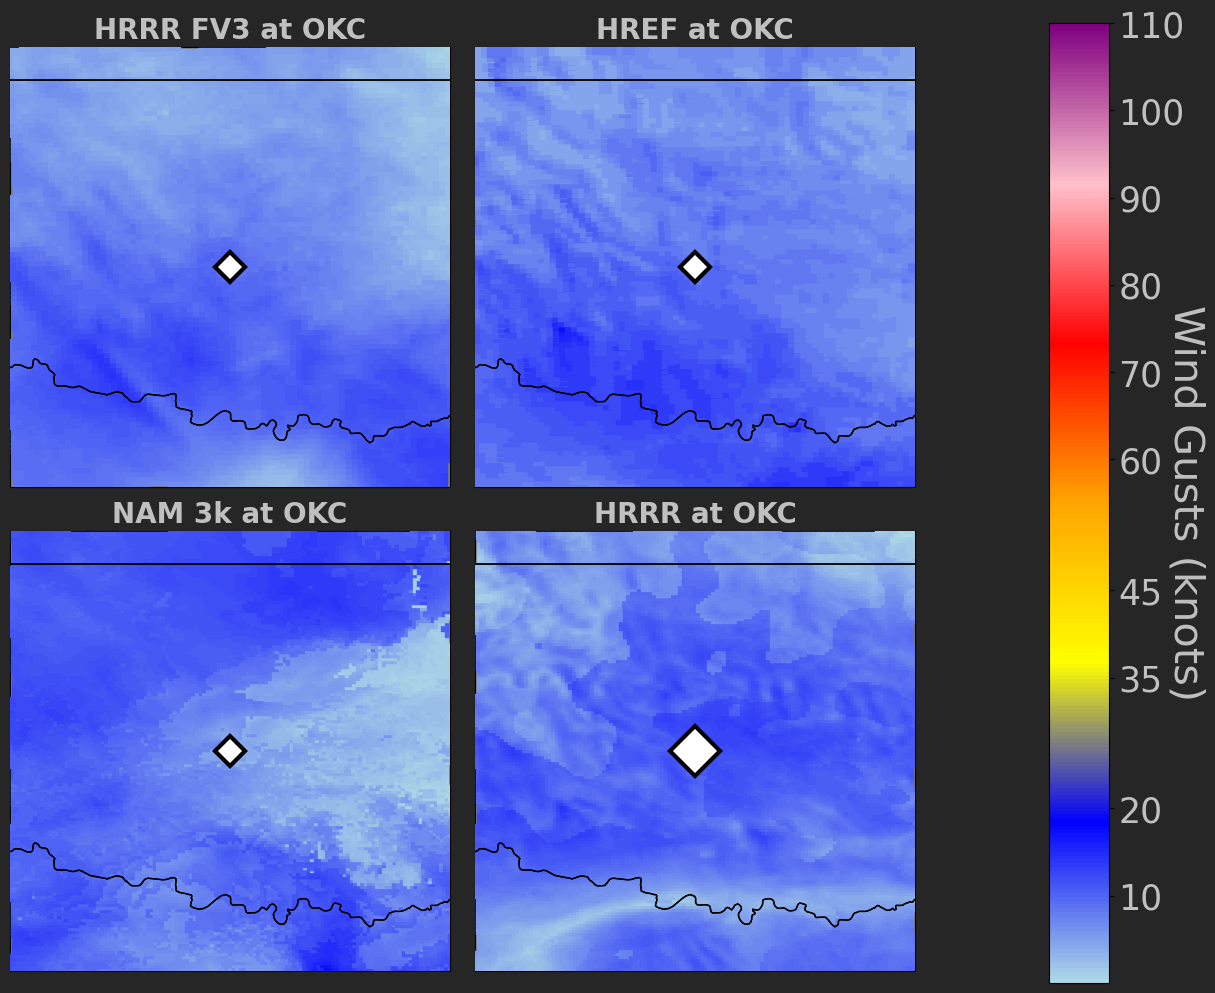 HRRR FV3 at OKC
HREF at OKC
NAM 3k at OKC
HRRR at OKC
110
100
90
80
70
60
45
35
20
10
Wind Gusts (knots)